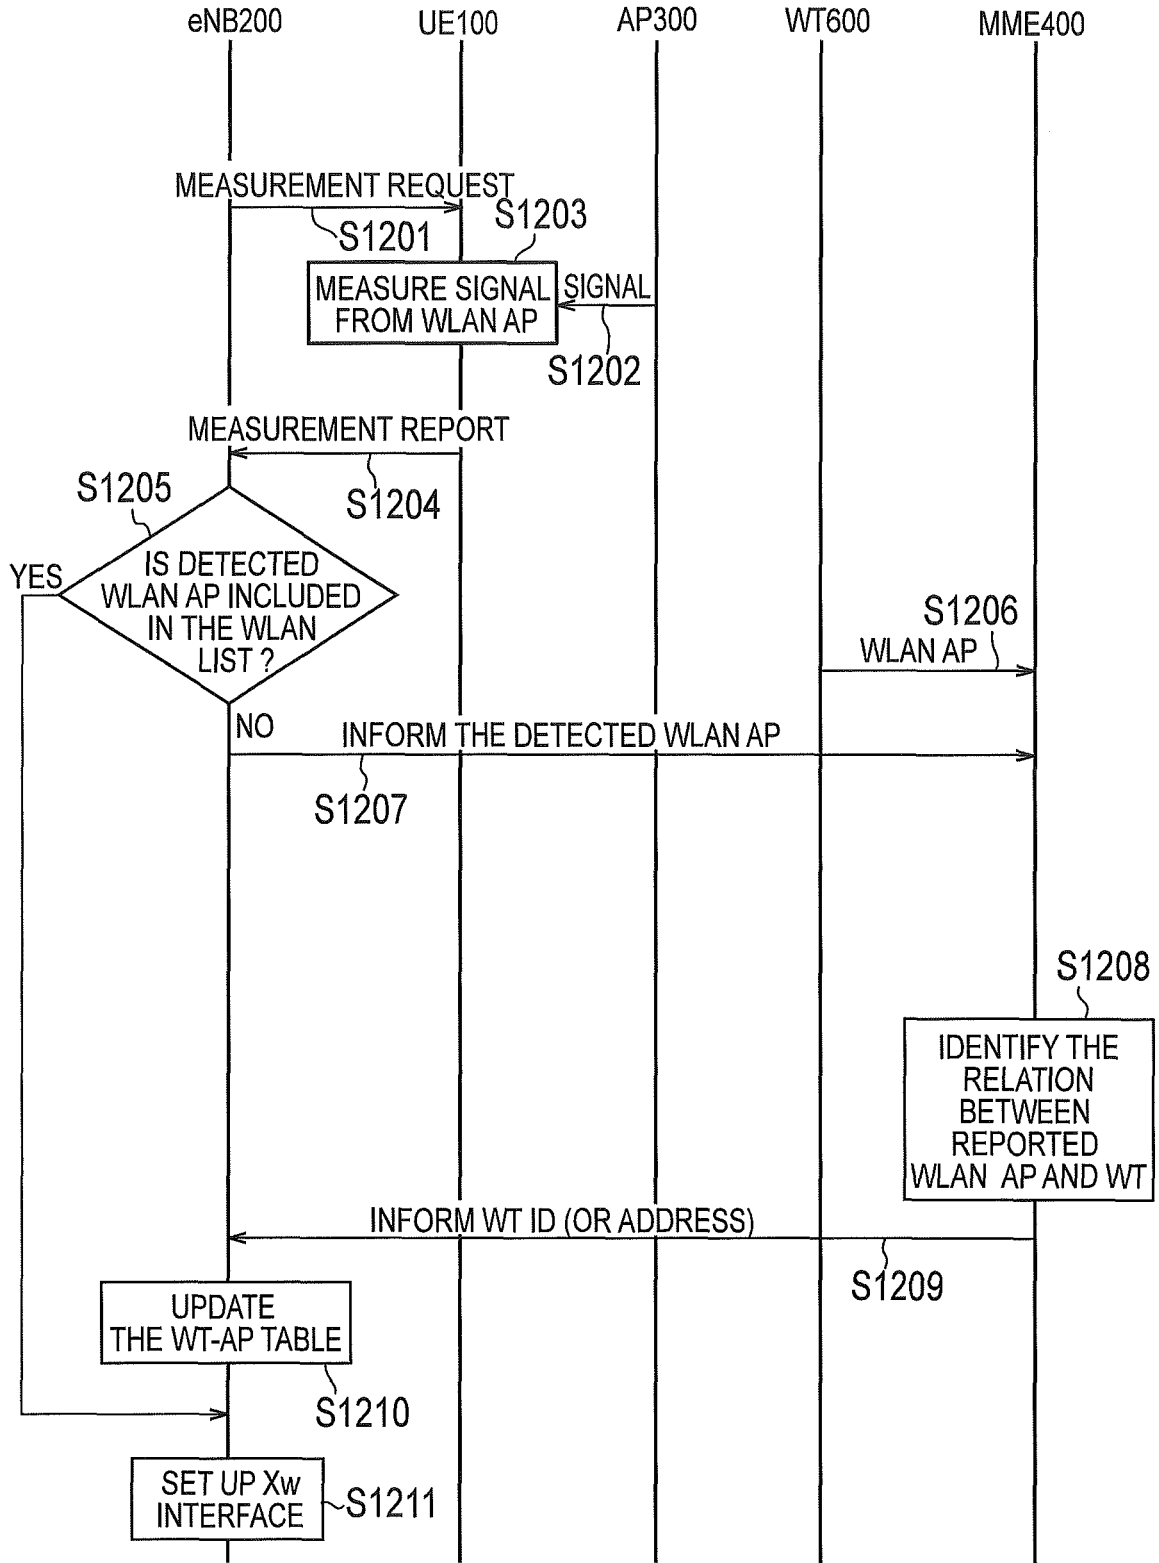 eNB200
UE100
AP300
WT600
MME400
MEASUREMENT REQUEST
S1201
S1203
MEASURE SIGNAL
FROM WLAN AP
SIGNAL
S1202
MEASUREMENT REPORT
S1204
S1205
YES
IS DETECTED
WLAN AP INCLUDED
IN THE WLAN
LIST ?
S1206
WLAN AP
NO
INFORM THE DETECTED WLAN AP
S1207
S1208
IDENTIFY THE
RELATION
BETWEEN
REPORTED
WLAN AP AND WT
INFORM WT ID (OR ADDRESS)
S1209
UPDATE
THE WT-AP TABLE
S1210
SET UP Xw
INTERFACE
S1211